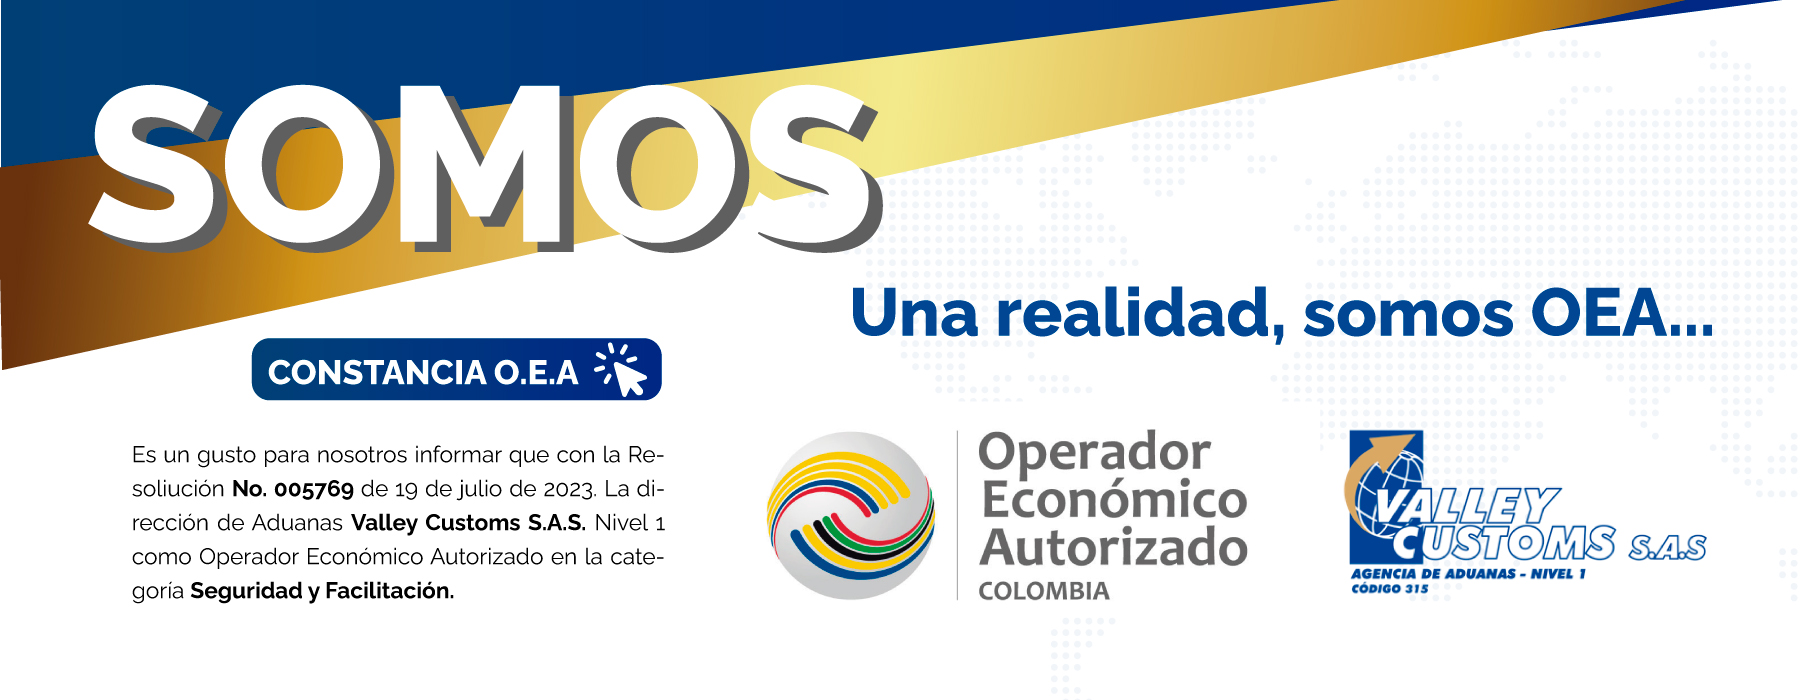 SOMOS
Una realidad, somos OEA...
CONSTANCIA O.E.A
Es un gusto para nosotros informar que con la Re-
soliución No. 005769 de 19 de julio de 2023. La di-
rección de Aduanas Valley Customs S.A.S. Nivel 1
como Operador Económico Autorizado en la cate-
goría Seguridad y Facilitación.
Operador
Económico
Autorizado
COLOMBIA
VALLEY
CUSTOMS S.A.S
AGENCIA DE ADUANAS - NIVEL 1
CÓDIGO 315